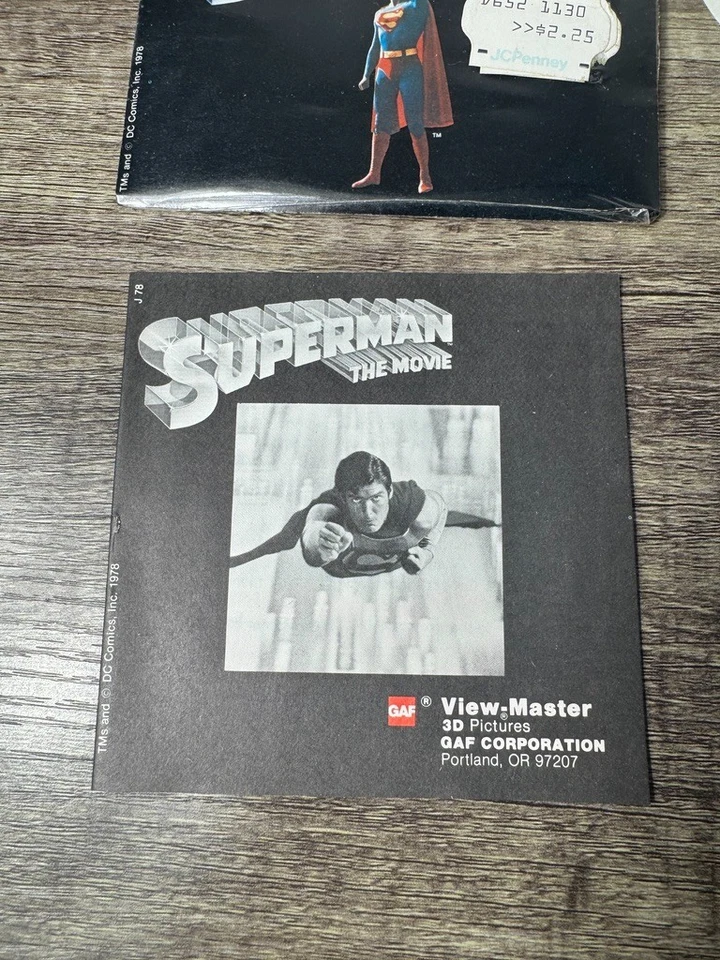 V652 1130
>>$2.25
JCPenney
TM
TMs and © DC Comics, Inc. 1978
J 78
SUPERMAN
THE MOVIE
TMs and © DC Comics, Inc. 1978
GAF ®
View-Master®
3D Pictures
GAF CORPORATION
Portland, OR 97207